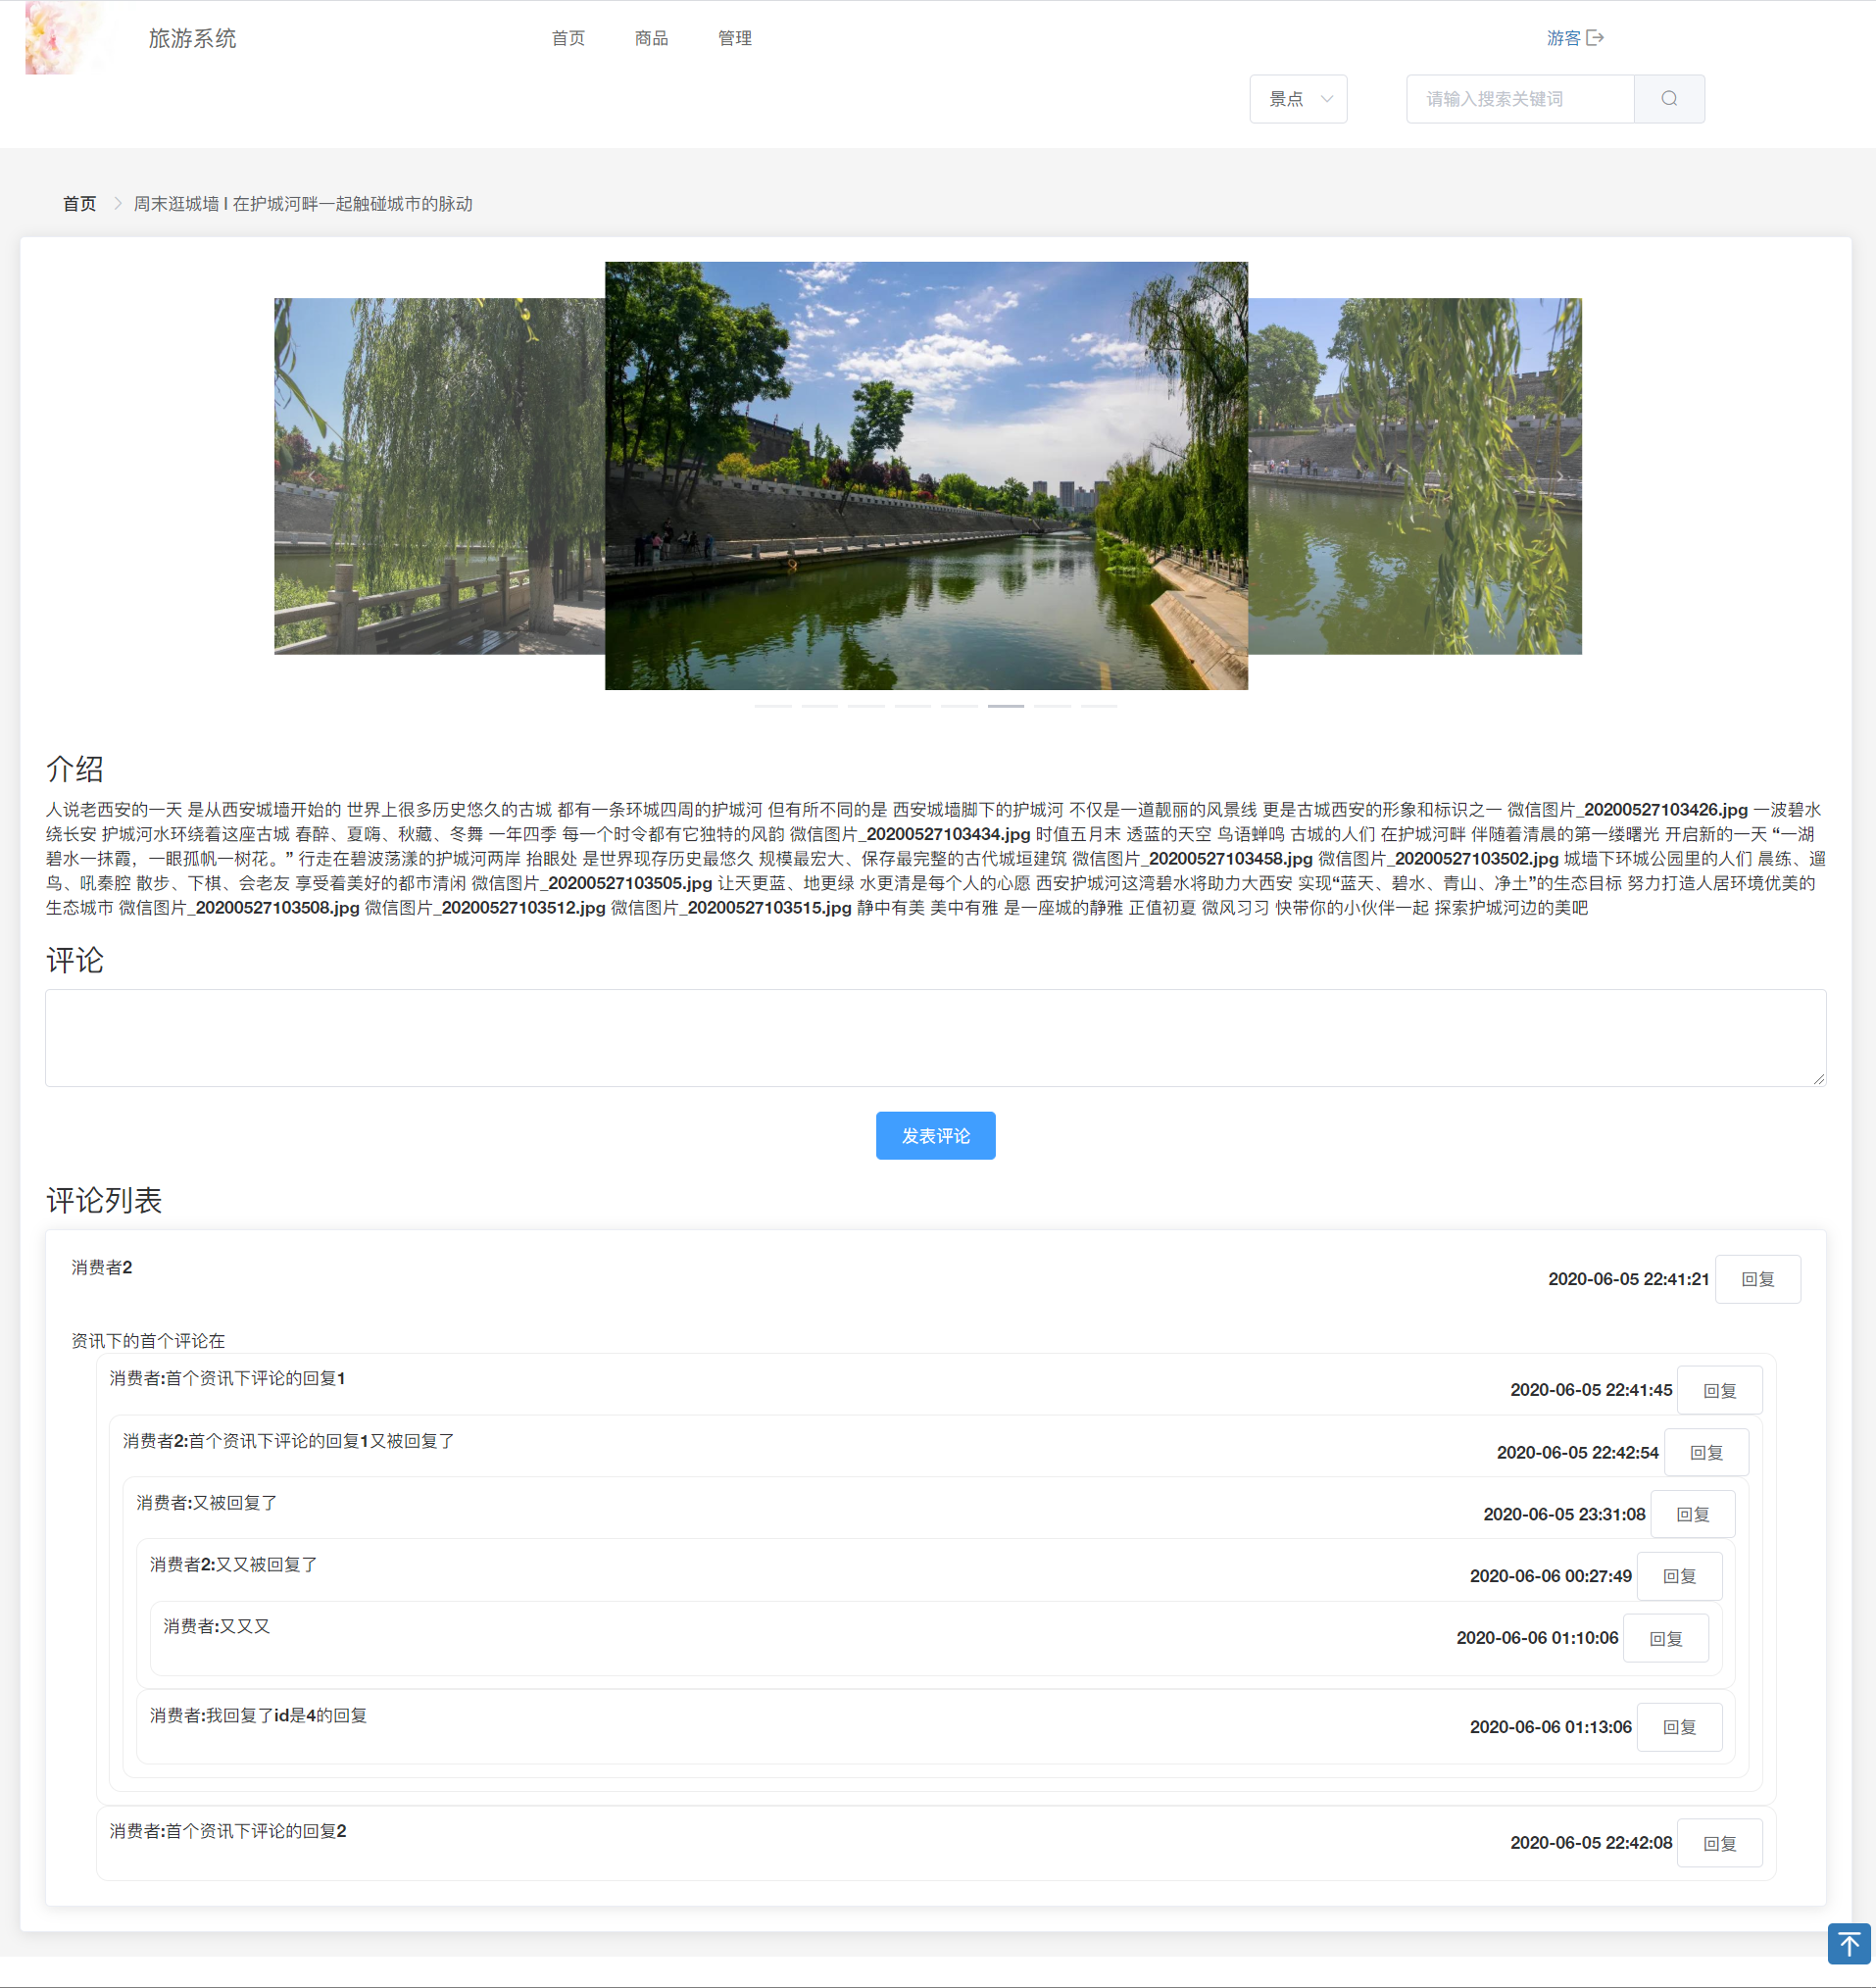 旅游系统 首页 商品 管理 游客
景点 请输入搜索关键词
首页 周末逛城墙 I 在护城河畔一起触碰城市的脉动
介绍
人说老西安的一天 是从西安城墙开始的 世界上很多历史悠久的古城 都有一条环城四周的护城河 但有所不同的是 西安城墙脚下的护城河 不仅是一道靓丽的风景线 更是古城西安的形象和标识之一 微信图片_20200527103426.jpg 一波碧水
绕长安 护城河水环绕着这座古城 春醉、夏嗨、秋藏、冬舞 一年四季 每一个时令都有它独特的风韵 微信图片_20200527103434.jpg 时值五月末 透蓝的天空 鸟语蝉鸣 古城的人们 在护城河畔 伴随着清晨的第一缕曙光 开启新的一天 “一湖
碧水一抹霞，一眼孤帆一树花。” 行走在碧波荡漾的护城河两岸 抬眼处 是世界现存历史最悠久 规模最宏大、保存最完整的古代城垣建筑 微信图片_20200527103458.jpg 微信图片_20200527103502.jpg 城墙下环城公园里的人们 晨练、遛
鸟、吼秦腔 散步、下棋、会老友 享受着美好的都市清闲 微信图片_20200527103505.jpg 让天更蓝、地更绿 水更清是每个人的心愿 西安护城河这湾碧水将助力大西安 实现“蓝天、碧水、青山、净土”的生态目标 努力打造人居环境优美的
生态城市 微信图片_20200527103508.jpg 微信图片_20200527103512.jpg 微信图片_20200527103515.jpg 静中有美 美中有雅 是一座城的静雅 正值初夏 微风习习 快带你的小伙伴一起 探索护城河边的美吧
评论
发表评论
评论列表
消费者2 2020-06-05 22:41:21 回复
资讯下的首个评论在
消费者:首个资讯下评论的回复1 2020-06-05 22:41:45 回复
消费者2:首个资讯下评论的回复1又被回复了 2020-06-05 22:42:54 回复
消费者:又被回复了 2020-06-05 23:31:08 回复
消费者2:又又被回复了 2020-06-06 00:27:49 回复
消费者:又又又 2020-06-06 01:10:06 回复
消费者:我回复了id是4的回复 2020-06-06 01:13:06 回复
消费者:首个资讯下评论的回复2 2020-06-05 22:42:08 回复